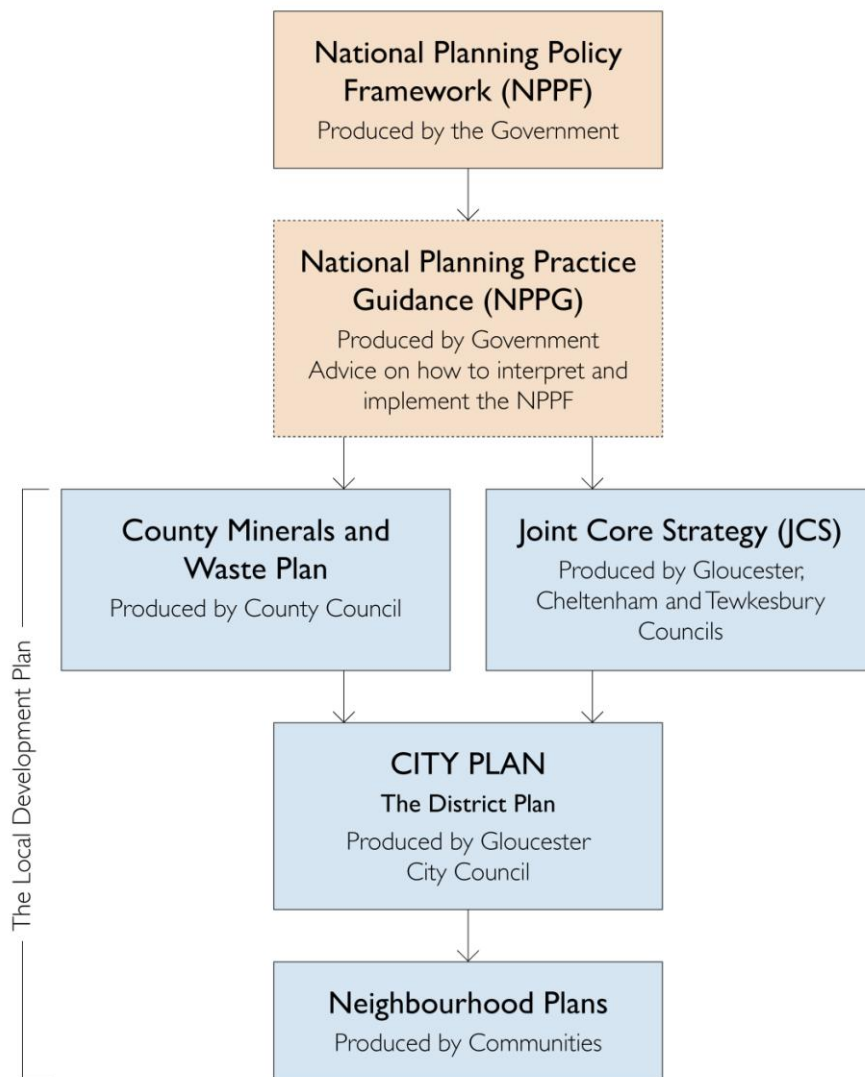 National Planning Policy
Framework (NPPF)
Produced by the Government
National Planning Practice
Guidance (NPPG)
Produced by Government
Advice on how to interpret and
implement the NPPF
The Local Development Plan
County Minerals and
Waste Plan
Produced by County Council
Joint Core Strategy (JCS)
Produced by Gloucester,
Cheltenham and Tewkesbury
Councils
CITY PLAN
The District Plan
Produced by Gloucester
City Council
Neighbourhood Plans
Produced by Communities